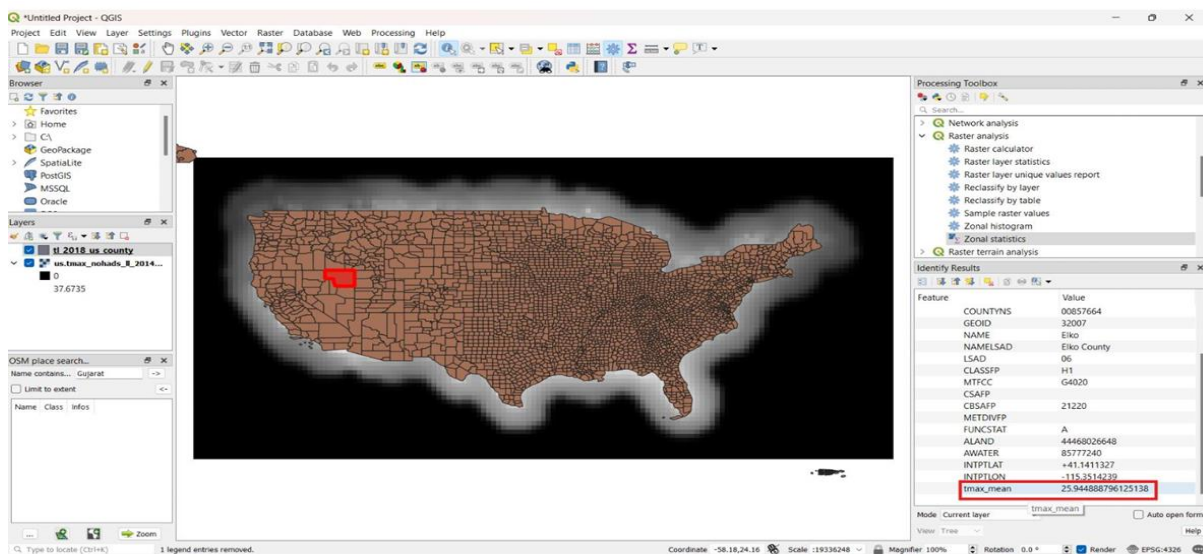 *Untitled Project - QGIS
Project Edit View Layer Settings Plugins Vector Raster Database Web Processing Help
Browser
Favorites
Home
C:\
GeoPackage
SpatiaLite
PostGIS
MSSQL
Oracle
Layers
tl_2018_us_county
us.tmax_nohads_ll_2014...
0
37.6735
OSM place search...
Name contains... Gujarat ->
Limit to extent <-
Name Class Infos
... Zoom
Processing Toolbox
Search...
Network analysis
Raster analysis
Raster calculator
Raster layer statistics
Raster layer unique values report
Reclassify by layer
Reclassify by table
Sample raster values
Zonal histogram
Zonal statistics
Raster terrain analysis
Identify Results
Feature Value
COUNTYNS 00857664
GEOID 32007
NAME Elko
NAMELSAD Elko County
LSAD 06
CLASSFP H1
MTFCC G4020
CSAFP
CBSAFP 21220
METDIVFP
FUNCSTAT A
ALAND 44468026648
AWATER 85777240
INTPTLAT +41.1411327
INTPTLON -115.3514239
tmax_mean 25.944888796125138
tmax_mean
Mode Current layer Auto open form
View Tree Help
Type to locate (Ctrl+K) 1 legend entries removed. Coordinate -58.18,24.16 Scale :19336248 Magnifier 100% Rotation 0.0 ° Render EPSG:4326